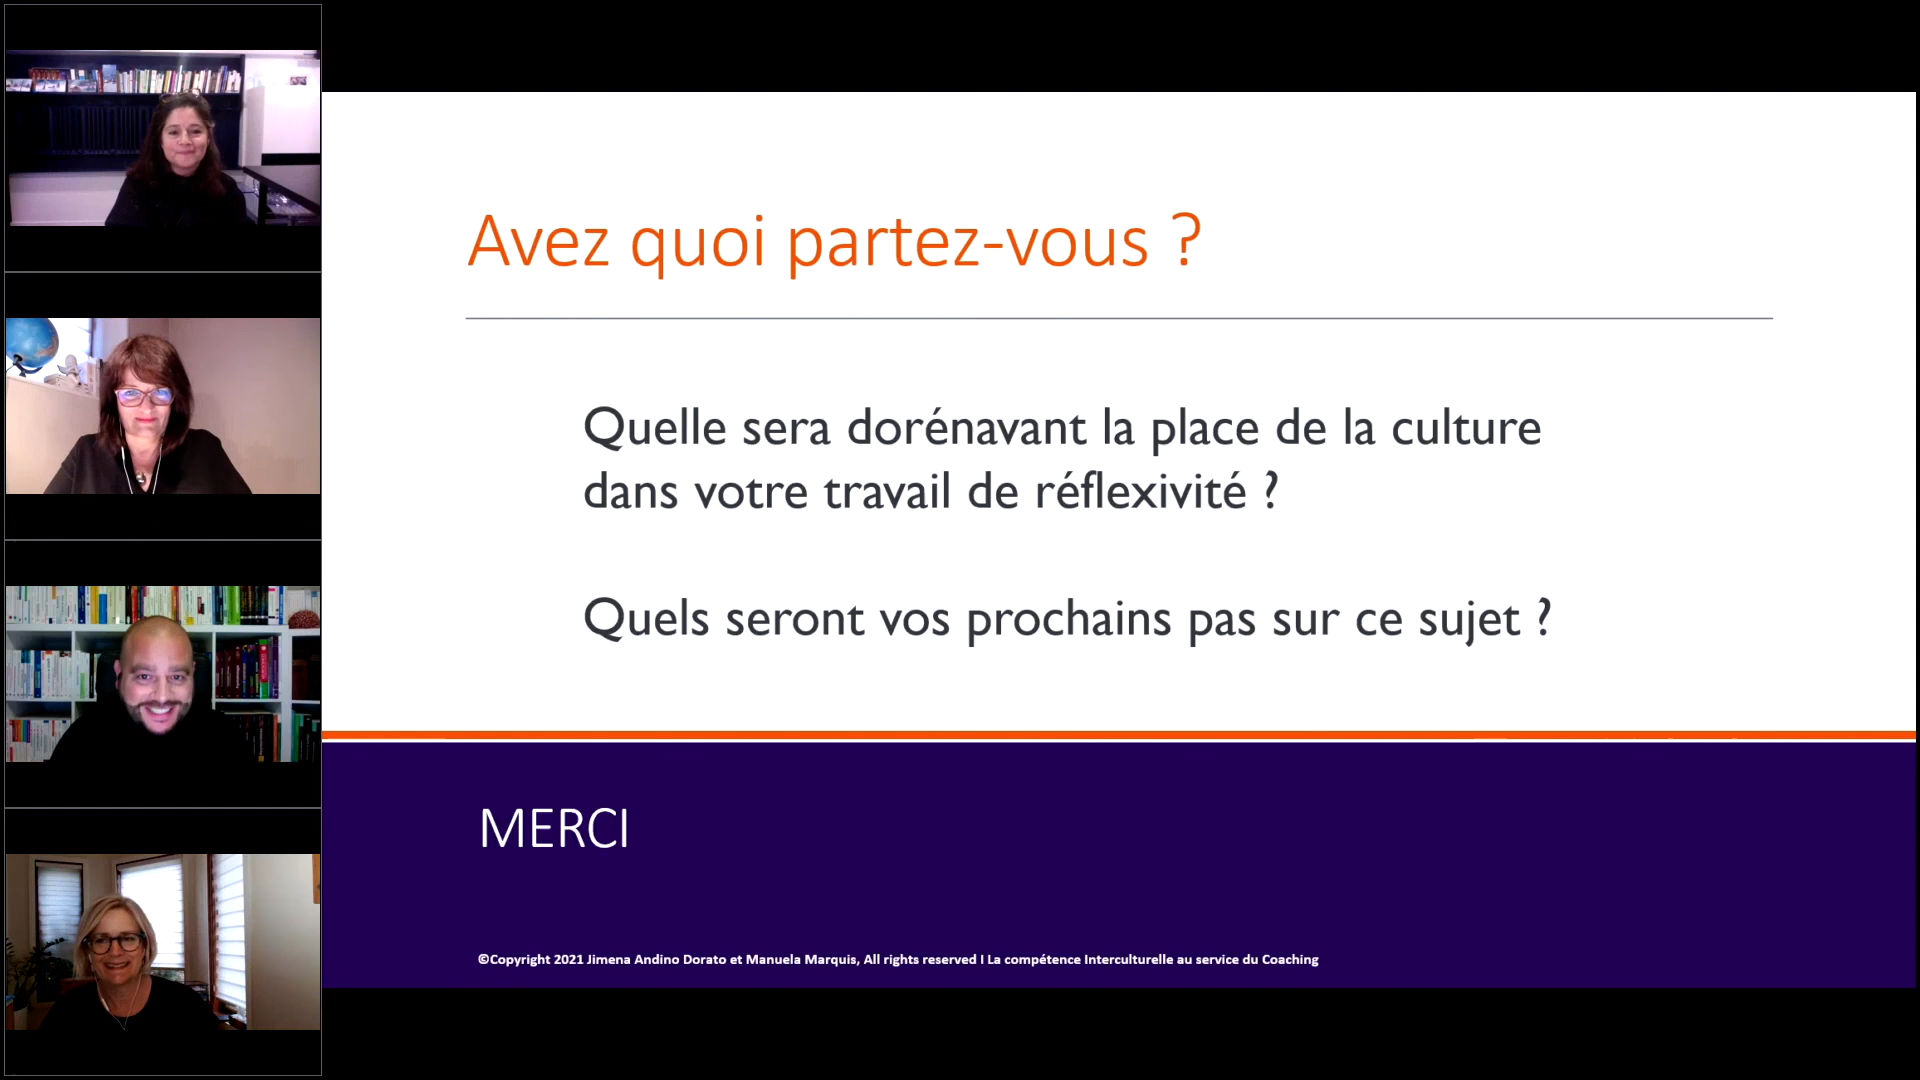 Avez quoi partez-vous ?
Quelle sera dorénavant la place de la culture
dans votre travail de réflexivité ?
Quels seront vos prochains pas sur ce sujet ?
MERCI
©Copyright 2021 Jimena Andino Dorato et Manuela Marquis, All rights reserved I La compétence Interculturelle au service du Coaching